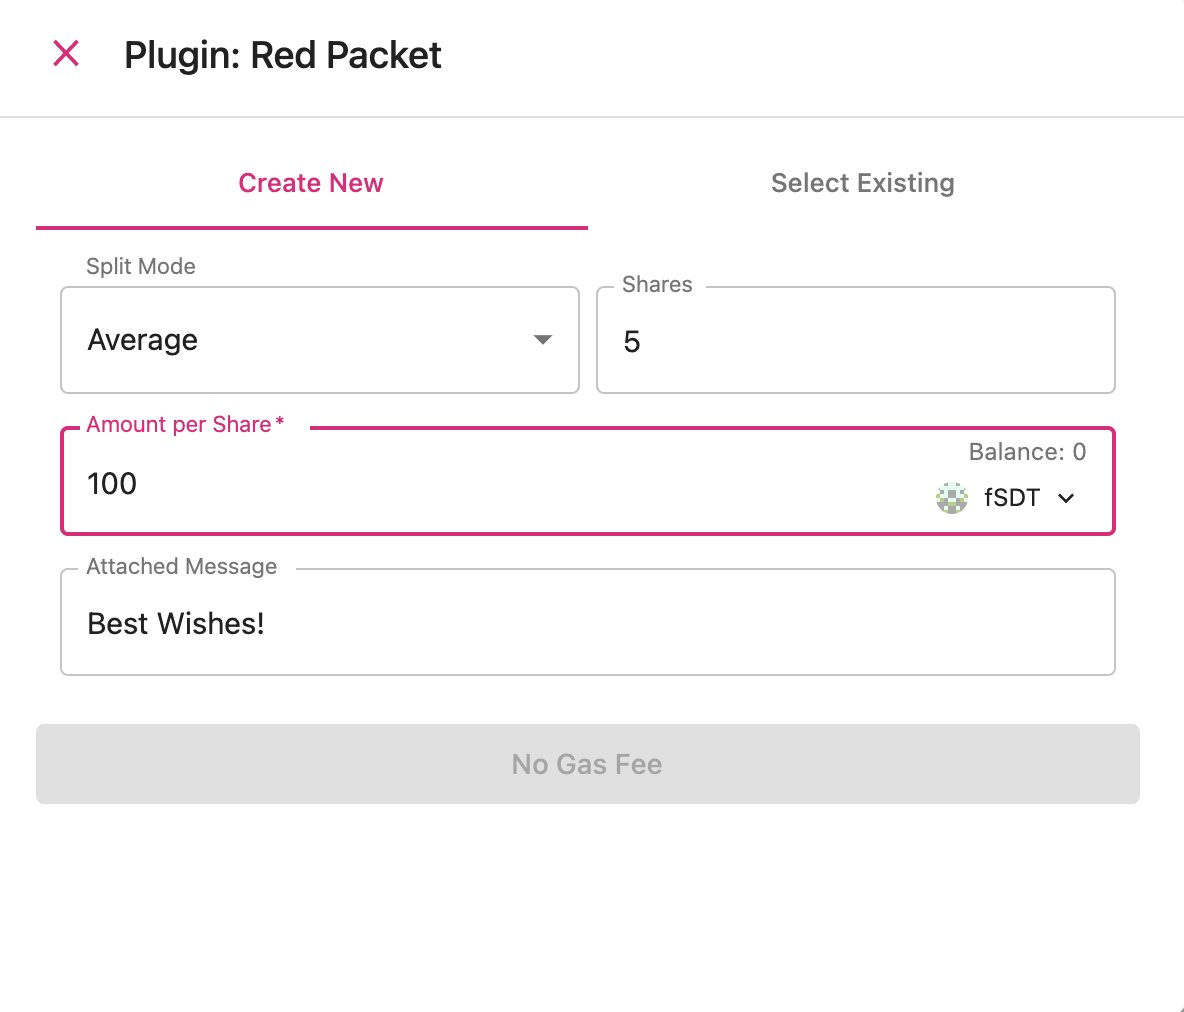 Plugin: Red Packet
Create New
Select Existing
Split Mode
Average
Shares
5
Amount per Share*
100
Balance: 0
fSDT
Attached Message
Best Wishes!
No Gas Fee